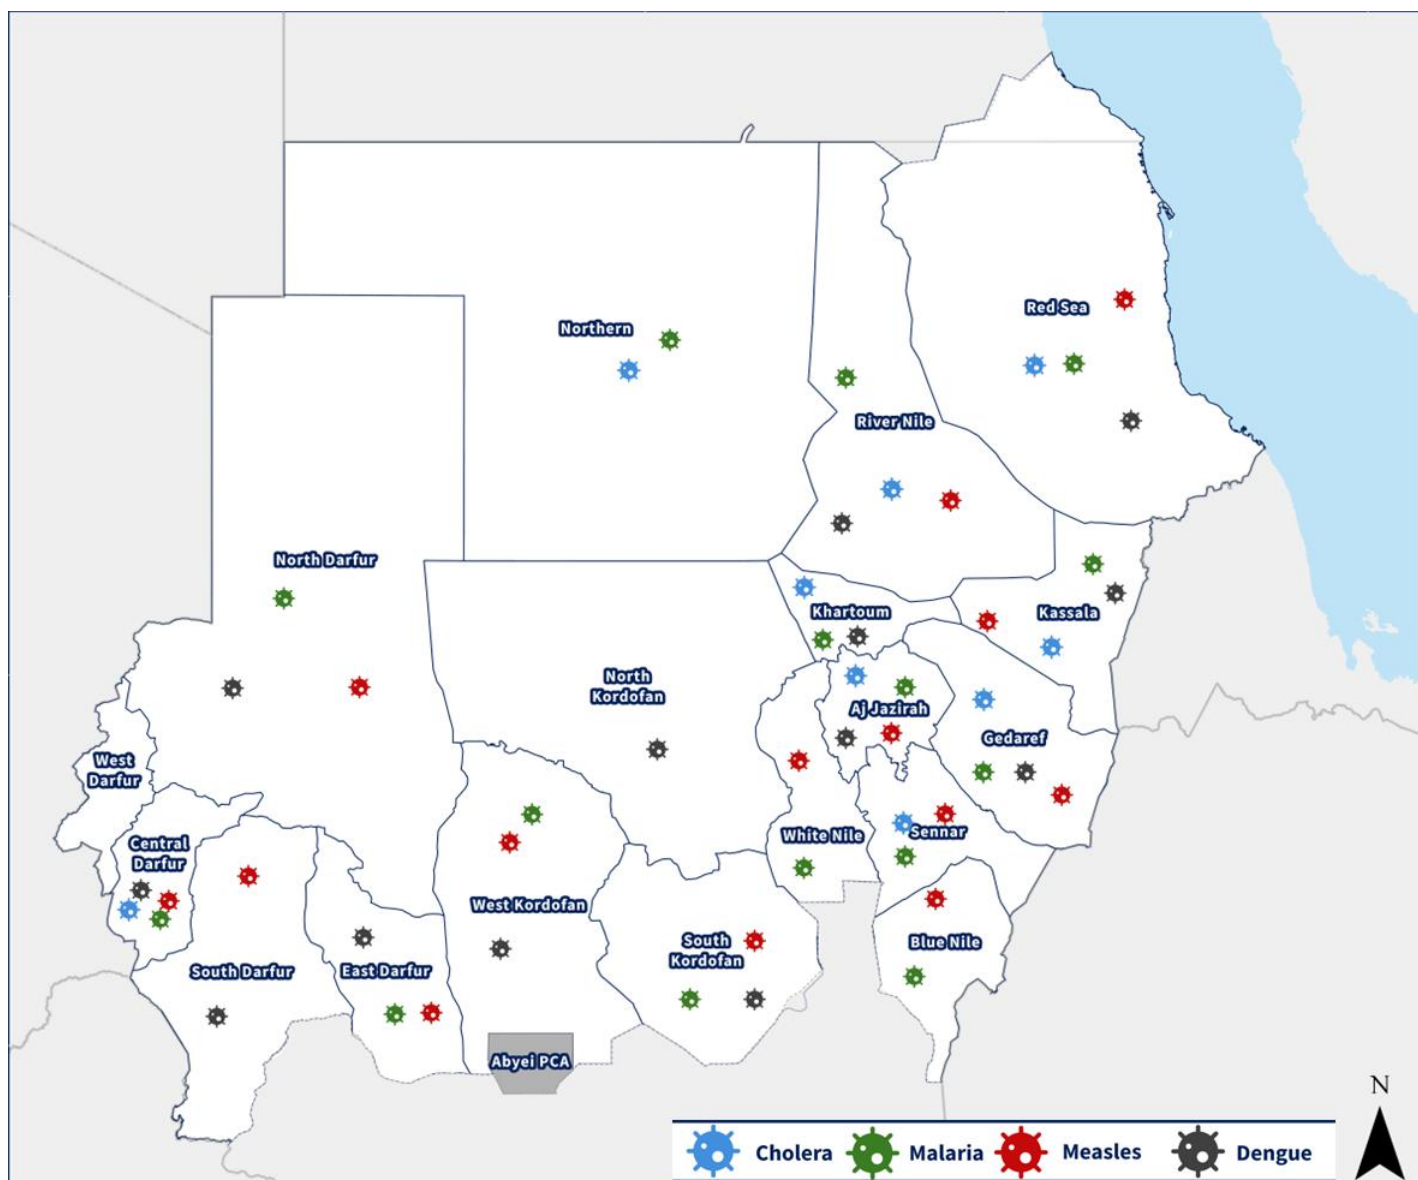 Northern
Red Sea
River Nile
North Darfur
Khartoum
Kassala
North
Kordofan
Aj Jazirah
Gedaref
West
Darfur
Central
Darfur
White Nile
Sennar
West Kordofan
South
Kordofan
Blue Nile
South Darfur
East Darfur
Abyei PCA
N
Cholera
Malaria
Measles
Dengue